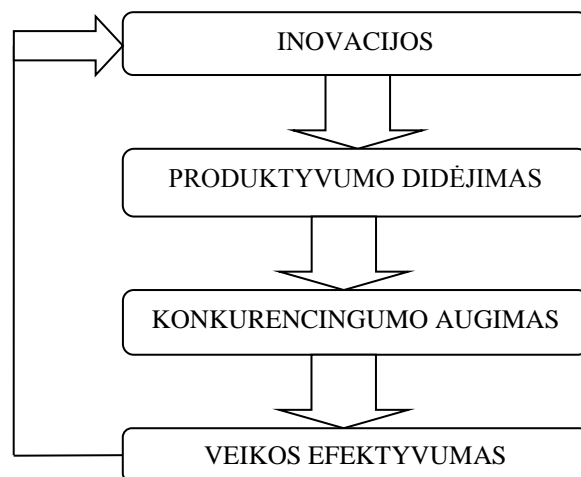 INOVACIJOS
PRODUKTYVUMO DIDĖJIMAS
KONKURENCINGUMO AUGIMAS
VEIKOS EFEKTYVUMAS